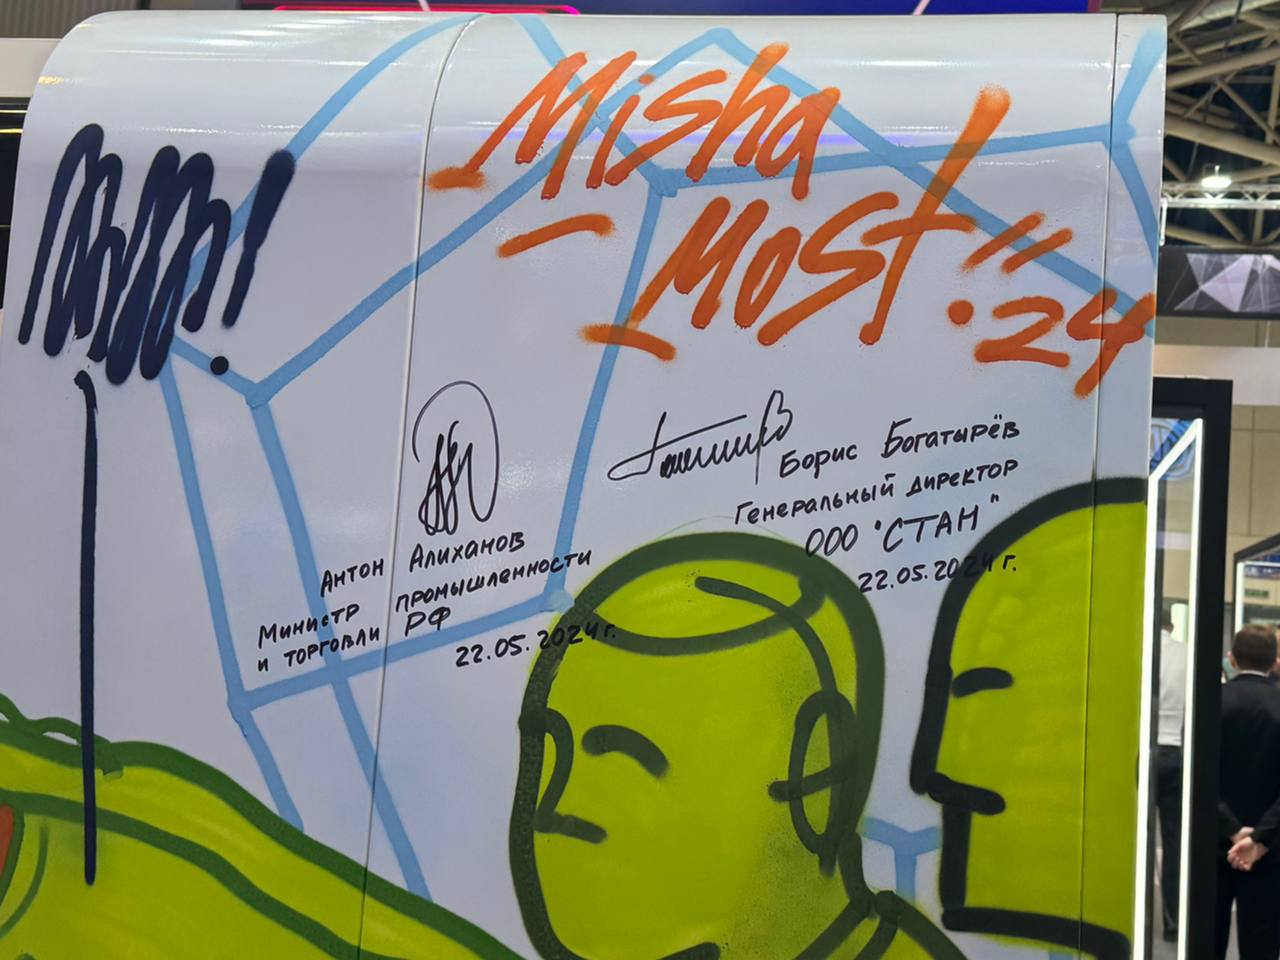 Misha
Most
"
.24
Антон Алиханов
Министр промышленности
и торговли РФ
22.05.2024 г.
Борис Богатырёв
Генеральный директор
ООО "СТАН"
22.05.2024 г.